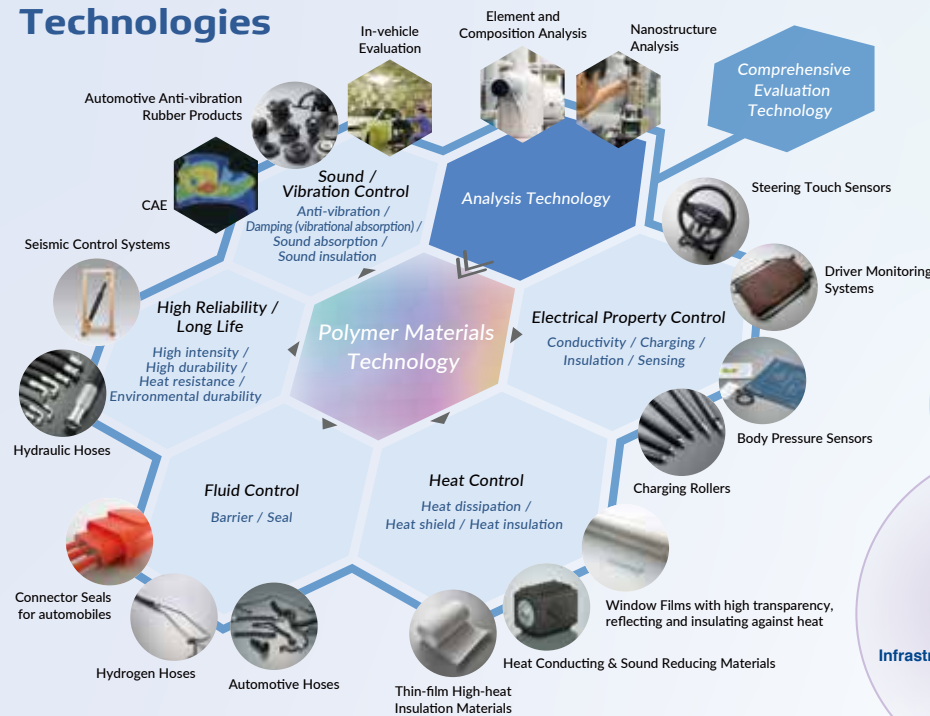 Technologies
In-vehicle
Evaluation
Element and
Composition Analysis
Nanostructure
Analysis
Comprehensive
Evaluation
Technology
Automotive Anti-vibration
Rubber Products
CAE
Sound /
Vibration Control
Anti-vibration /
Damping (vibrational absorption) /
Sound absorption /
Sound insulation
Analysis Technology
Steering Touch Sensors
Seismic Control Systems
Driver Monitoring
Systems
High Reliability /
Long Life
High intensity /
High durability /
Heat resistance /
Environmental durability
Polymer Materials
Technology
Electrical Property Control
Conductivity / Charging /
Insulation / Sensing
Hydraulic Hoses
Body Pressure Sensors
Charging Rollers
Fluid Control
Barrier / Seal
Heat Control
Heat dissipation /
Heat shield / Heat insulation
Connector Seals
for automobiles
Window Films with high transparency,
reflecting and insulating against heat
Hydrogen Hoses
Automotive Hoses
Heat Conducting & Sound Reducing Materials
Thin-film High-heat
Insulation Materials